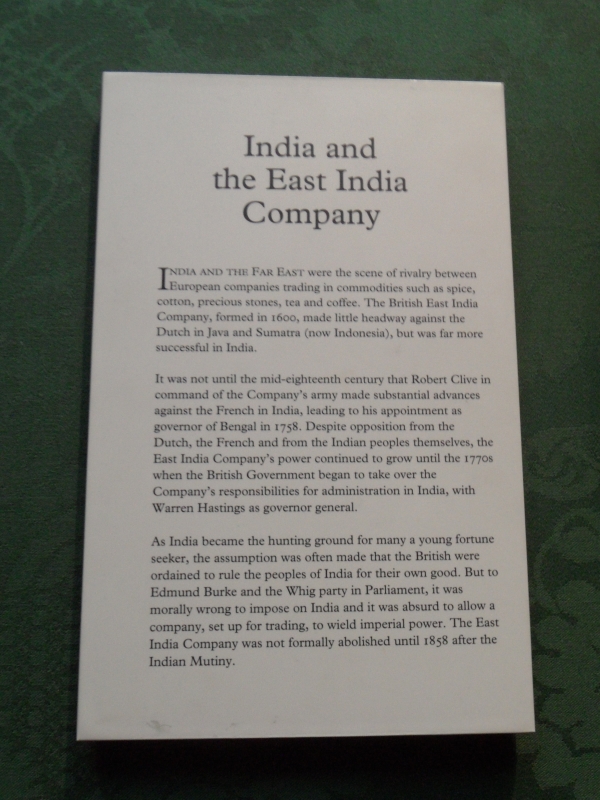 India and
the East India
Company
INDIA AND THE FAR EAST were the scene of rivalry between
European companies trading in commodities such as spice,
cotton, precious stones, tea and coffee. The British East India
Company, formed in 1600, made little headway against the
Dutch in Java and Sumatra (now Indonesia), but was far more
successful in India.
It was not until the mid-eighteenth century that Robert Clive in
command of the Company's army made substantial advances
against the French in India, leading to his appointment as
governor of Bengal in 1758. Despite opposition from the
Dutch, the French and from the Indian peoples themselves, the
East India Company's power continued to grow until the 1770s
when the British Government began to take over the
Company's responsibilities for administration in India, with
Warren Hastings as governor general.
As India became the hunting ground for many a young fortune
seeker, the assumption was often made that the British were
ordained to rule the peoples of India for their own good. But to
Edmund Burke and the Whig party in Parliament, it was
morally wrong to impose on India and it was absurd to allow a
company, set up for trading, to wield imperial power. The East
India Company was not formally abolished until 1858 after the
Indian Mutiny.